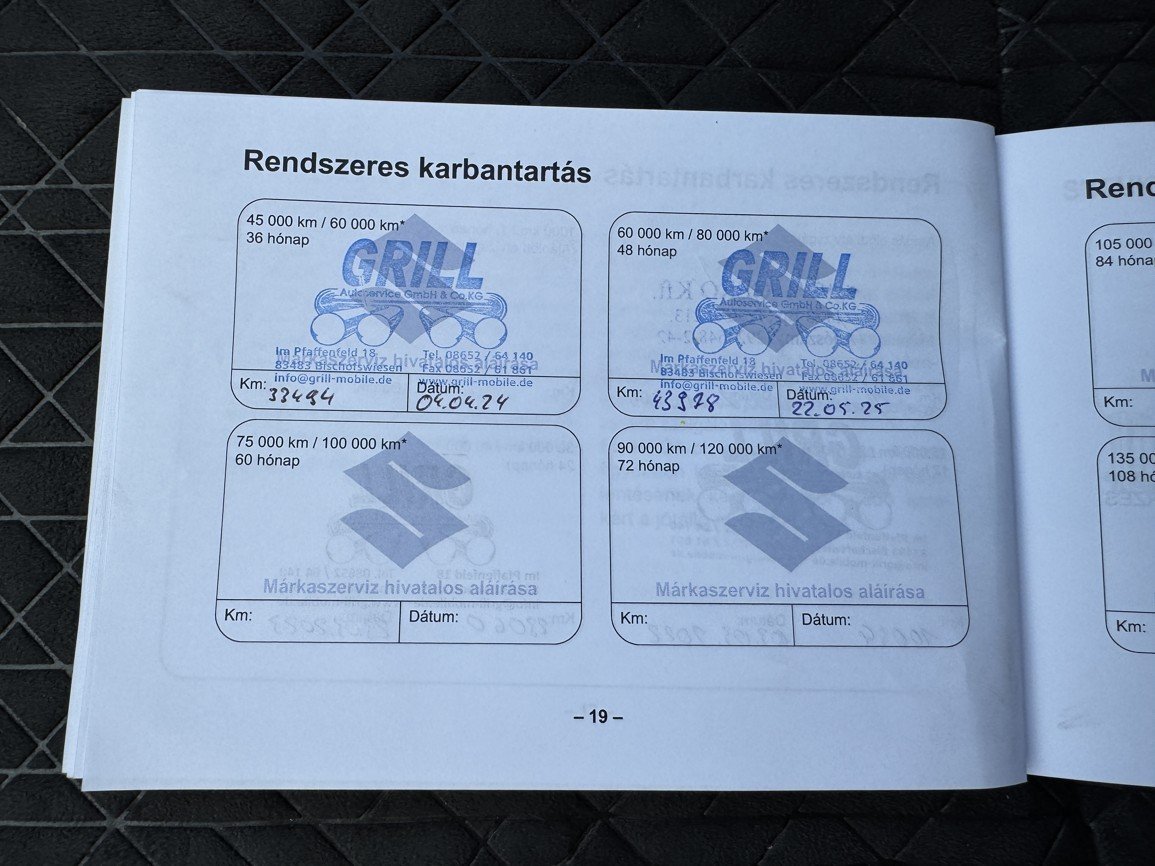 Rendszeres karbantartás
45 000 km / 60 000 km*
36 hónap
GRILL
Autoservice GmbH & Co.KG
Márkaszerviz hivatalos aláírása
Im Pfaffenfeld 18
83483 Bischofswiesen
info@grill-mobile.de
Tel. 08652 / 64 140
Fax 08652 / 61 861
www.grill-mobile.de
Km: 33494
Dátum: 04.04.24
60 000 km / 80 000 km*
48 hónap
GRILL
Autoservice GmbH & Co.KG
Márkaszerviz hivatalos aláírása
Im Pfaffenfeld 18
83483 Bischofswiesen
info@grill-mobile.de
Tel. 08652 / 64 140
Fax 08652 / 61 861
www.grill-mobile.de
Km: 43978
Dátum: 22.05.25
75 000 km / 100 000 km*
60 hónap
Márkaszerviz hivatalos aláírása
Km:
Dátum:
90 000 km / 120 000 km*
72 hónap
Márkaszerviz hivatalos aláírása
Km:
Dátum:
– 19 –
Rend
105 000
84 hóna
Km:
135 00
108 hó
Km: